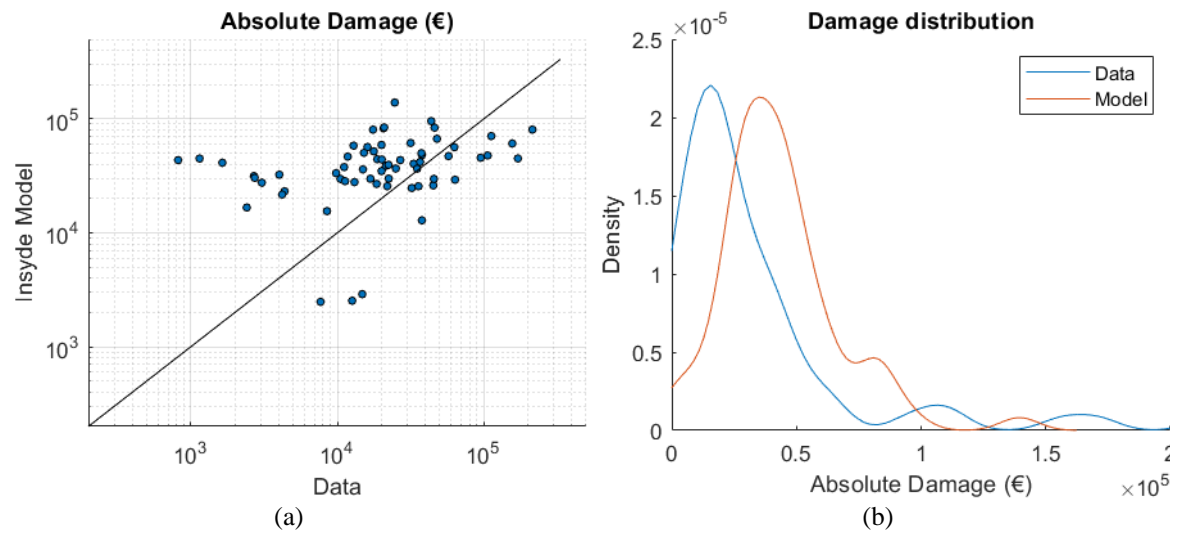 Absolute Damage (€)
10^5
10^4
10^3
Insyde Model
10^3
10^4
10^5
Data
(a)
Damage distribution
×10^-5
2.5
2
1.5
1
0.5
0
Density
Data
Model
0
0.5
1
1.5
Absolute Damage (€)
×10^5
(b)